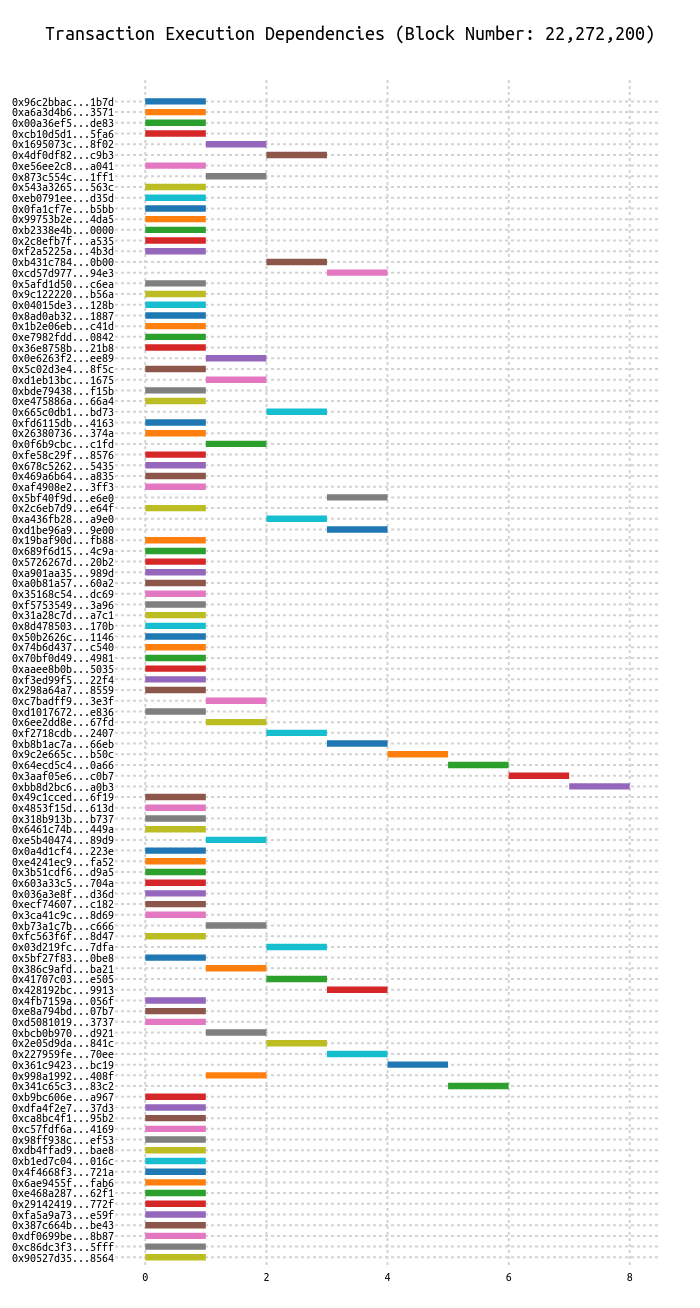 Transaction Execution Dependencies (Block Number: 22,272,200)
0x96c2bbac...1b7d
0xa6a3d4b6...3571
0x00a36ef5...de83
0xcb10d5d1...5fa6
0x1695073c...8f02
0x4df0df82...c9b3
0xe56ee2c8...a041
0x873c554c...1ff1
0x543a3265...563c
0xeb0791ee...d35d
0x0fa1cf7e...b5bb
0x99753b2e...4da5
0xb2338e4b...0000
0x2c8efb7f...a535
0xf2a5225a...4b3d
0xb431c784...0b00
0xcd57d977...94e3
0x5afd1d50...c6ea
0x9c122220...b56a
0x04015de3...128b
0x8ad0ab32...1887
0x1b2e06eb...c41d
0xe7982fdd...0842
0x36e8758b...21b8
0x0e6263f2...ee89
0x5c02d3e4...8f5c
0xd1eb13bc...1675
0xbde79438...f15b
0xe475886a...66a4
0x665c0db1...bd73
0xfd6115db...4163
0x26380736...374a
0x0f6b9cbc...c1fd
0xfe58c29f...8576
0x678c5262...5435
0x469a6b64...a835
0xaf4908e2...3ff3
0x5bf40f9d...e6e0
0x2c6eb7d9...e64f
0xa436fb28...a9e0
0xd1be96a9...9e00
0x19baf90d...fb88
0x689f6d15...4c9a
0x5726267d...20b2
0xa901aa35...989d
0xa0b81a57...60a2
0x35168c54...dc69
0xf5753549...3a96
0x31a28c7d...a7c1
0x8d478503...170b
0x50b2626c...1146
0x74b6d437...c540
0x70bf0d49...4981
0xaaee8b0b...5035
0xf3ed99f5...22f4
0x298a64a7...8559
0xc7badff9...3e3f
0xd1017672...e836
0x6ee2dd8e...67fd
0xf2718cdb...2407
0xb8b1ac7a...66eb
0x9c2e665c...b50c
0x64ecd5c4...0a66
0x3aaf05e6...c0b7
0xbb8d2bc6...a0b3
0x49c1cced...6f19
0x4853f15d...613d
0x318b913b...b737
0x6461c74b...449a
0xe5b40474...89d9
0x0a4d1cf4...223e
0xe4241ec9...fa52
0x3b51cdf6...d9a5
0x603a33c5...704a
0x036a3e8f...d36d
0xecf74607...c182
0x3ca41c9c...8d69
0xb73a1c7b...c666
0xfc563f6f...8d47
0x03d219fc...7dfa
0x5bf27f83...0be8
0x386c9afd...ba21
0x41707c03...e505
0x428192bc...9913
0x4fb7159a...056f
0xe8a794bd...07b7
0xd5081019...3737
0xbcb0b970...d921
0x2e05d9da...841c
0x227959fe...70ee
0x361c9423...bc19
0x998a1992...408f
0x341c65c3...83c2
0xb9bc606e...a967
0xdfa4f2e7...37d3
0xca8bc4f1...95b2
0xc57fdf6a...4169
0x98ff938c...ef53
0xdb4ffad9...bae8
0xb1ed7c04...016c
0x4f4668f3...721a
0x6ae9455f...fab6
0xe468a287...62f1
0x29142419...772f
0xfa5a9a73...e59f
0x387c664b...be43
0xdf0699be...8b87
0xc86dc3f3...5fff
0x90527d35...8564
0 2 4 6 8